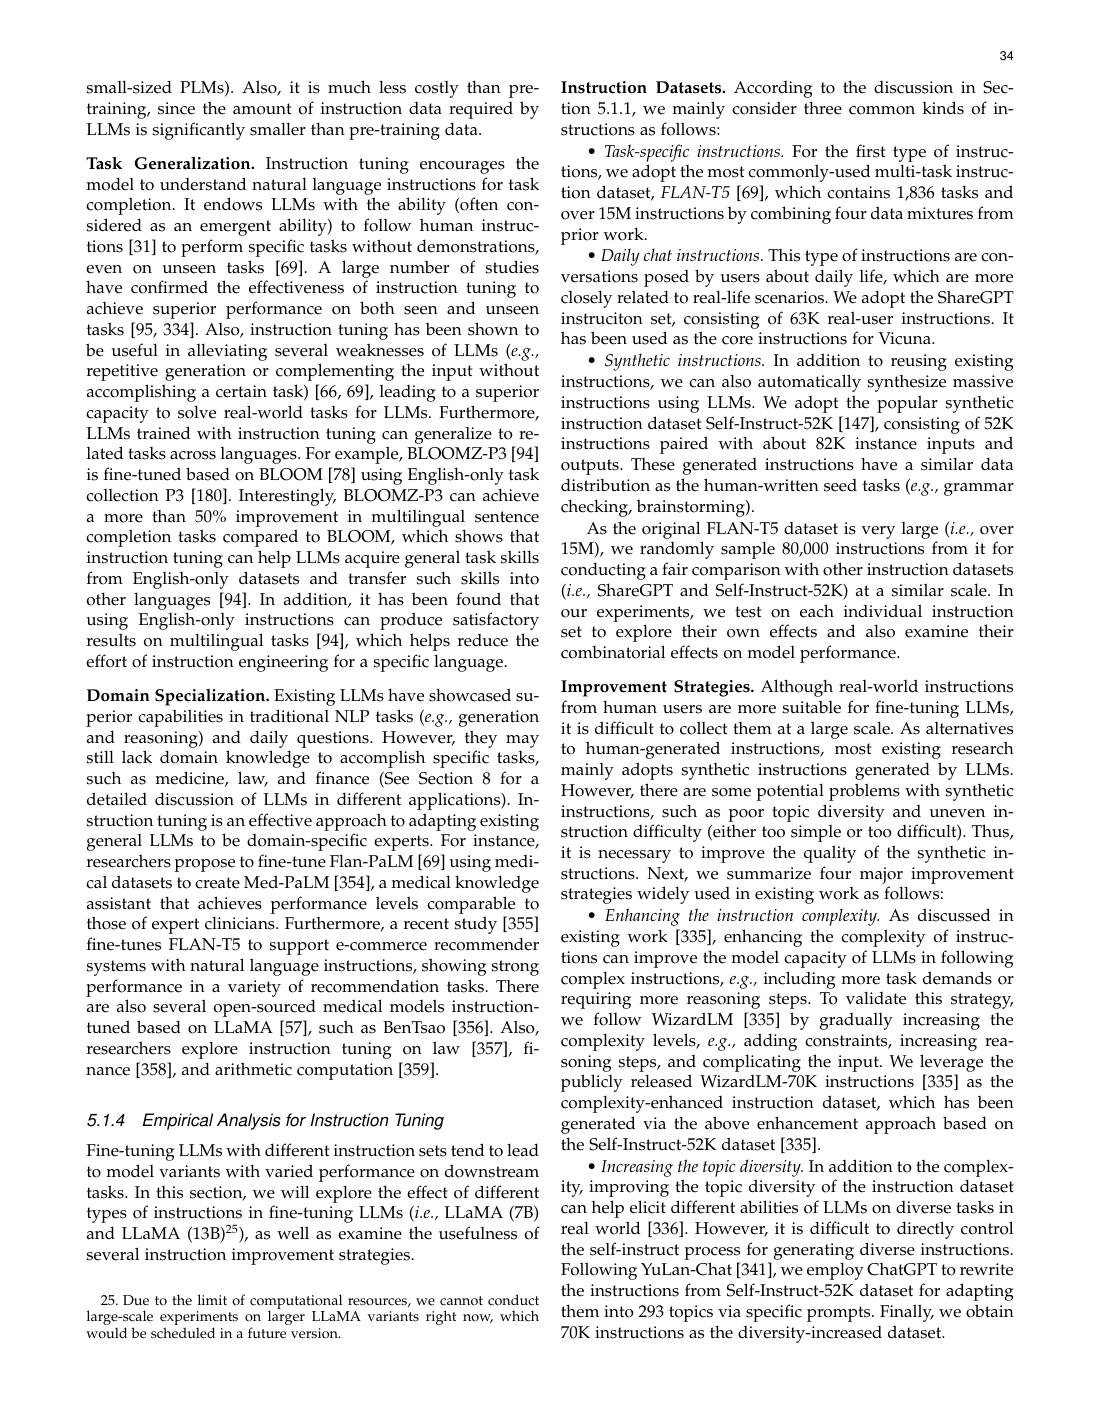 34
small-sized PLMs). Also, it is much less costly than pre-
training, since the amount of instruction data required by
LLMs is significantly smaller than pre-training data.
Task Generalization. Instruction tuning encourages the
model to understand natural language instructions for task
completion. It endows LLMs with the ability (often con-
sidered as an emergent ability) to follow human instruc-
tions [31] to perform specific tasks without demonstrations,
even on unseen tasks [69]. A large number of studies
have confirmed the effectiveness of instruction tuning to
achieve superior performance on both seen and unseen
tasks [95, 334]. Also, instruction tuning has been shown to
be useful in alleviating several weaknesses of LLMs (e.g.,
repetitive generation or complementing the input without
accomplishing a certain task) [66, 69], leading to a superior
capacity to solve real-world tasks for LLMs. Furthermore,
LLMs trained with instruction tuning can generalize to re-
lated tasks across languages. For example, BLOOMZ-P3 [94]
is fine-tuned based on BLOOM [78] using English-only task
collection P3 [180]. Interestingly, BLOOMZ-P3 can achieve
a more than 50% improvement in multilingual sentence
completion tasks compared to BLOOM, which shows that
instruction tuning can help LLMs acquire general task skills
from English-only datasets and transfer such skills into
other languages [94]. In addition, it has been found that
using English-only instructions can produce satisfactory
results on multilingual tasks [94], which helps reduce the
effort of instruction engineering for a specific language.
Domain Specialization. Existing LLMs have showcased su-
perior capabilities in traditional NLP tasks (e.g., generation
and reasoning) and daily questions. However, they may
still lack domain knowledge to accomplish specific tasks,
such as medicine, law, and finance (See Section 8 for a
detailed discussion of LLMs in different applications). In-
struction tuning is an effective approach to adapting existing
general LLMs to be domain-specific experts. For instance,
researchers propose to fine-tune Flan-PaLM [69] using medi-
cal datasets to create Med-PaLM [354], a medical knowledge
assistant that achieves performance levels comparable to
those of expert clinicians. Furthermore, a recent study [355]
fine-tunes FLAN-T5 to support e-commerce recommender
systems with natural language instructions, showing strong
performance in a variety of recommendation tasks. There
are also several open-sourced medical models instruction-
tuned based on LLaMA [57], such as BenTsao [356]. Also,
researchers explore instruction tuning on law [357], fi-
nance [358], and arithmetic computation [359].
5.1.4 Empirical Analysis for Instruction Tuning
Fine-tuning LLMs with different instruction sets tend to lead
to model variants with varied performance on downstream
tasks. In this section, we will explore the effect of different
types of instructions in fine-tuning LLMs (i.e., LLaMA (7B)
and LLaMA (13B)25), as well as examine the usefulness of
several instruction improvement strategies.
25. Due to the limit of computational resources, we cannot conduct
large-scale experiments on larger LLaMA variants right now, which
would be scheduled in a future version.
Instruction Datasets. According to the discussion in Sec-
tion 5.1.1, we mainly consider three common kinds of in-
structions as follows:
• Task-specific instructions. For the first type of instruc-
tions, we adopt the most commonly-used multi-task instruc-
tion dataset, FLAN-T5 [69], which contains 1,836 tasks and
over 15M instructions by combining four data mixtures from
prior work.
• Daily chat instructions. This type of instructions are con-
versations posed by users about daily life, which are more
closely related to real-life scenarios. We adopt the ShareGPT
instruciton set, consisting of 63K real-user instructions. It
has been used as the core instructions for Vicuna.
• Synthetic instructions. In addition to reusing existing
instructions, we can also automatically synthesize massive
instructions using LLMs. We adopt the popular synthetic
instruction dataset Self-Instruct-52K [147], consisting of 52K
instructions paired with about 82K instance inputs and
outputs. These generated instructions have a similar data
distribution as the human-written seed tasks (e.g., grammar
checking, brainstorming).
As the original FLAN-T5 dataset is very large (i.e., over
15M), we randomly sample 80,000 instructions from it for
conducting a fair comparison with other instruction datasets
(i.e., ShareGPT and Self-Instruct-52K) at a similar scale. In
our experiments, we test on each individual instruction
set to explore their own effects and also examine their
combinatorial effects on model performance.
Improvement Strategies. Although real-world instructions
from human users are more suitable for fine-tuning LLMs,
it is difficult to collect them at a large scale. As alternatives
to human-generated instructions, most existing research
mainly adopts synthetic instructions generated by LLMs.
However, there are some potential problems with synthetic
instructions, such as poor topic diversity and uneven in-
struction difficulty (either too simple or too difficult). Thus,
it is necessary to improve the quality of the synthetic in-
structions. Next, we summarize four major improvement
strategies widely used in existing work as follows:
• Enhancing the instruction complexity. As discussed in
existing work [335], enhancing the complexity of instruc-
tions can improve the model capacity of LLMs in following
complex instructions, e.g., including more task demands or
requiring more reasoning steps. To validate this strategy,
we follow WizardLM [335] by gradually increasing the
complexity levels, e.g., adding constraints, increasing rea-
soning steps, and complicating the input. We leverage the
publicly released WizardLM-70K instructions [335] as the
complexity-enhanced instruction dataset, which has been
generated via the above enhancement approach based on
the Self-Instruct-52K dataset [335].
• Increasing the topic diversity. In addition to the complex-
ity, improving the topic diversity of the instruction dataset
can help elicit different abilities of LLMs on diverse tasks in
real world [336]. However, it is difficult to directly control
the self-instruct process for generating diverse instructions.
Following YuLan-Chat [341], we employ ChatGPT to rewrite
the instructions from Self-Instruct-52K dataset for adapting
them into 293 topics via specific prompts. Finally, we obtain
70K instructions as the diversity-increased dataset.